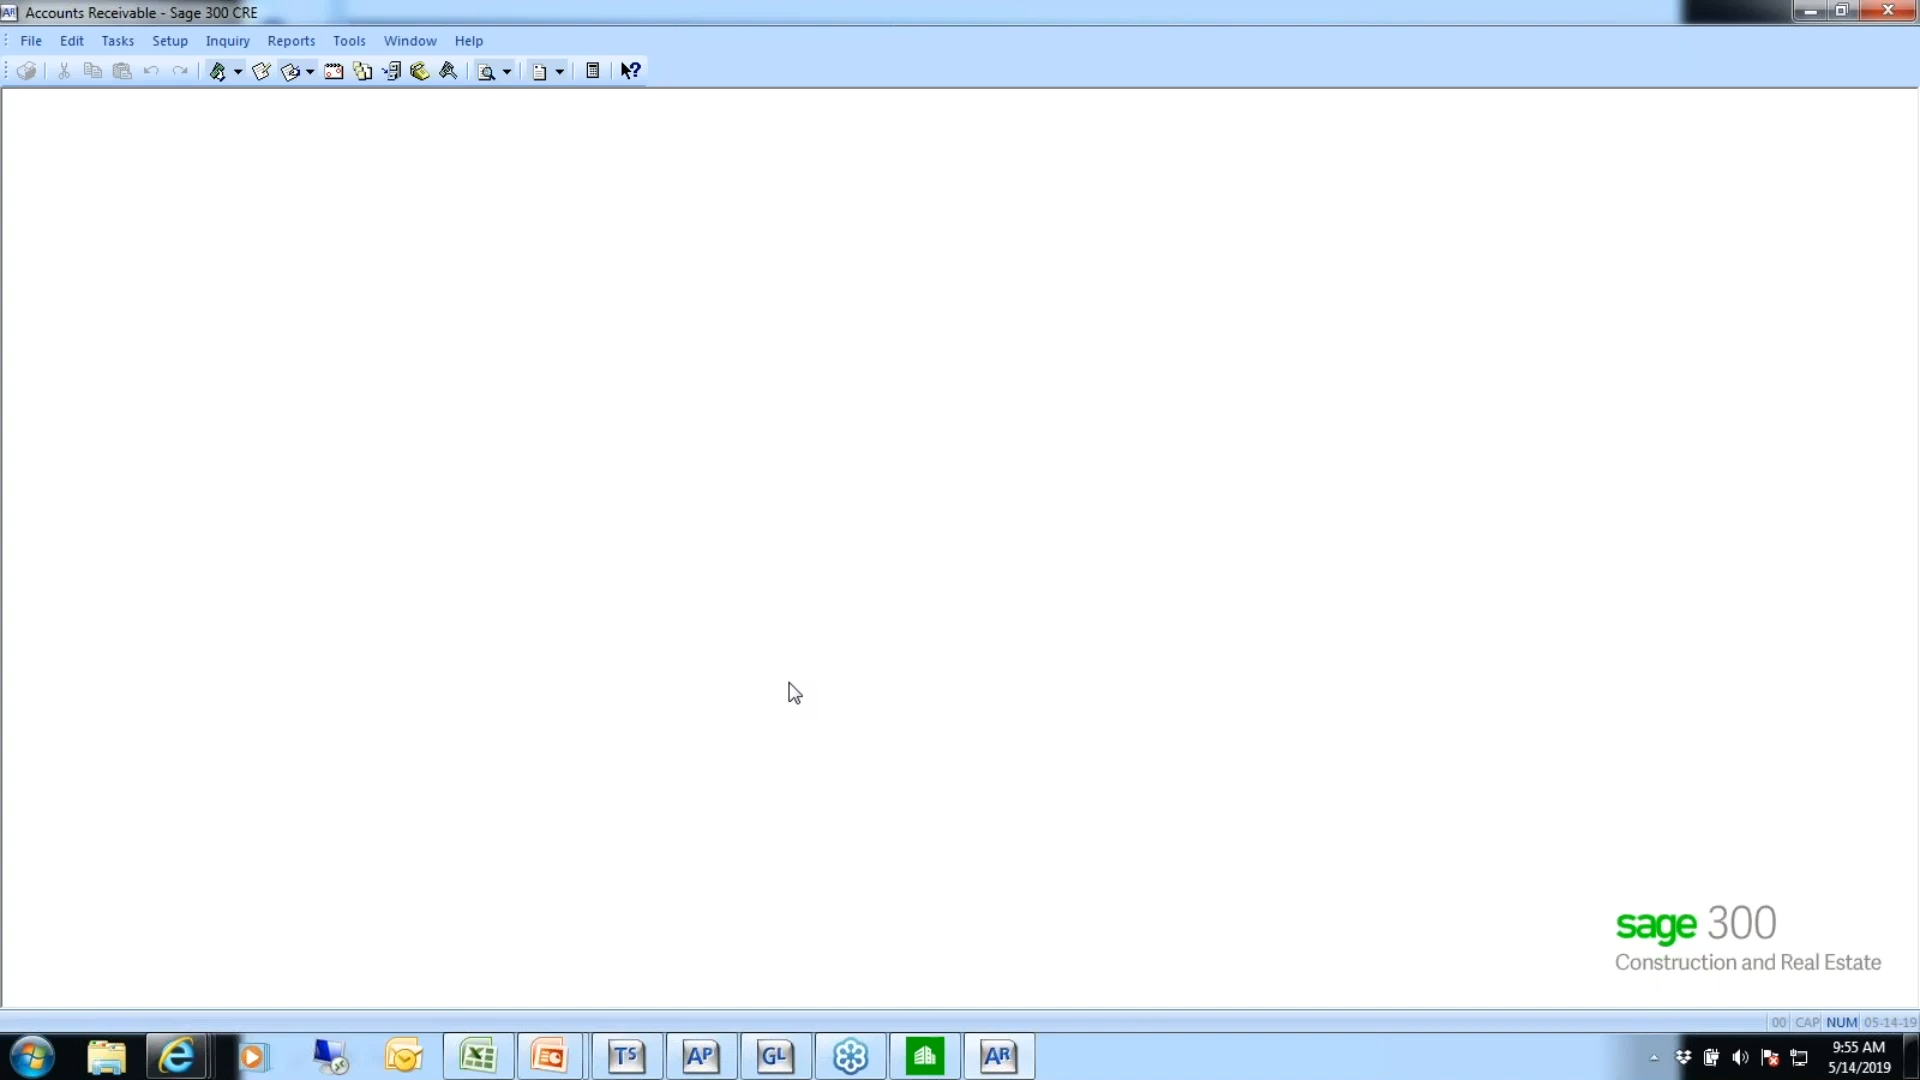 AR Accounts Receivable - Sage 300 CRE
File Edit Tasks Setup Inquiry Reports Tools Window Help
sage 300
Construction and Real Estate
00 CAP NUM 05-14-19
TS AP GL AR
9:55 AM
5/14/2019